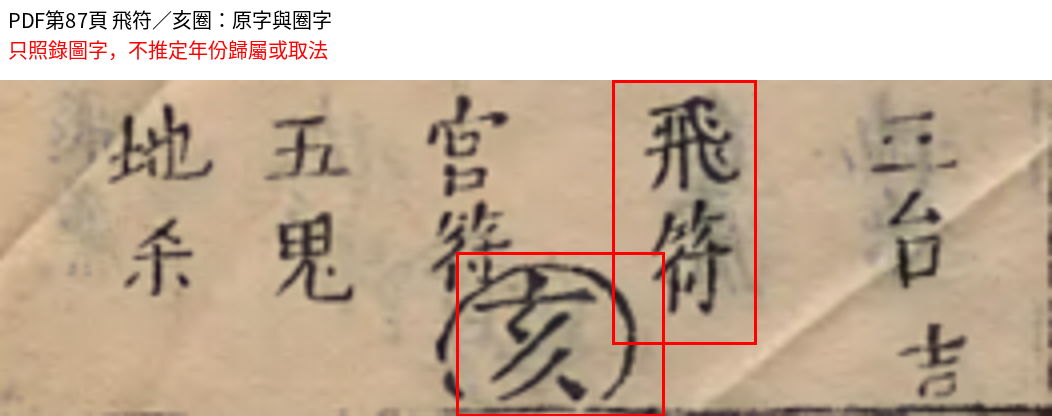 PDF第87頁 飛符／亥圈：原字與圈字
只照錄圖字，不推定年份歸屬或取法
三台 吉
飛符
宮符
亥
五鬼
地杀